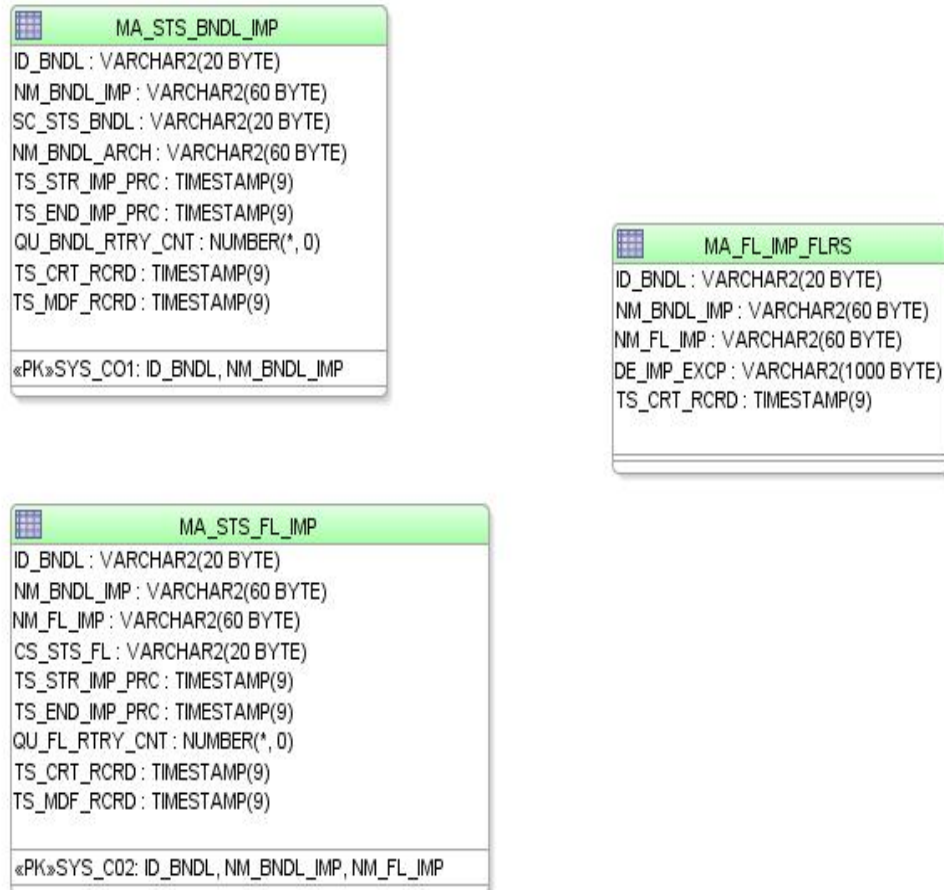 MA_STS_BNDL_IMP
ID_BNDL : VARCHAR2(20 BYTE)
NM_BNDL_IMP : VARCHAR2(60 BYTE)
SC_STS_BNDL : VARCHAR2(20 BYTE)
NM_BNDL_ARCH : VARCHAR2(60 BYTE)
TS_STR_IMP_PRC : TIMESTAMP(9)
TS_END_IMP_PRC : TIMESTAMP(9)
QU_BNDL_RTRY_CNT : NUMBER(*, 0)
TS_CRT_RCRD : TIMESTAMP(9)
TS_MDF_RCRD : TIMESTAMP(9)
«PK»SYS_CO1: ID_BNDL, NM_BNDL_IMP
MA_FL_IMP_FLRS
ID_BNDL : VARCHAR2(20 BYTE)
NM_BNDL_IMP : VARCHAR2(60 BYTE)
NM_FL_IMP : VARCHAR2(60 BYTE)
DE_IMP_EXCP : VARCHAR2(1000 BYTE)
TS_CRT_RCRD : TIMESTAMP(9)
MA_STS_FL_IMP
ID_BNDL : VARCHAR2(20 BYTE)
NM_BNDL_IMP : VARCHAR2(60 BYTE)
NM_FL_IMP : VARCHAR2(60 BYTE)
CS_STS_FL : VARCHAR2(20 BYTE)
TS_STR_IMP_PRC : TIMESTAMP(9)
TS_END_IMP_PRC : TIMESTAMP(9)
QU_FL_RTRY_CNT : NUMBER(*, 0)
TS_CRT_RCRD : TIMESTAMP(9)
TS_MDF_RCRD : TIMESTAMP(9)
«PK»SYS_C02: ID_BNDL, NM_BNDL_IMP, NM_FL_IMP